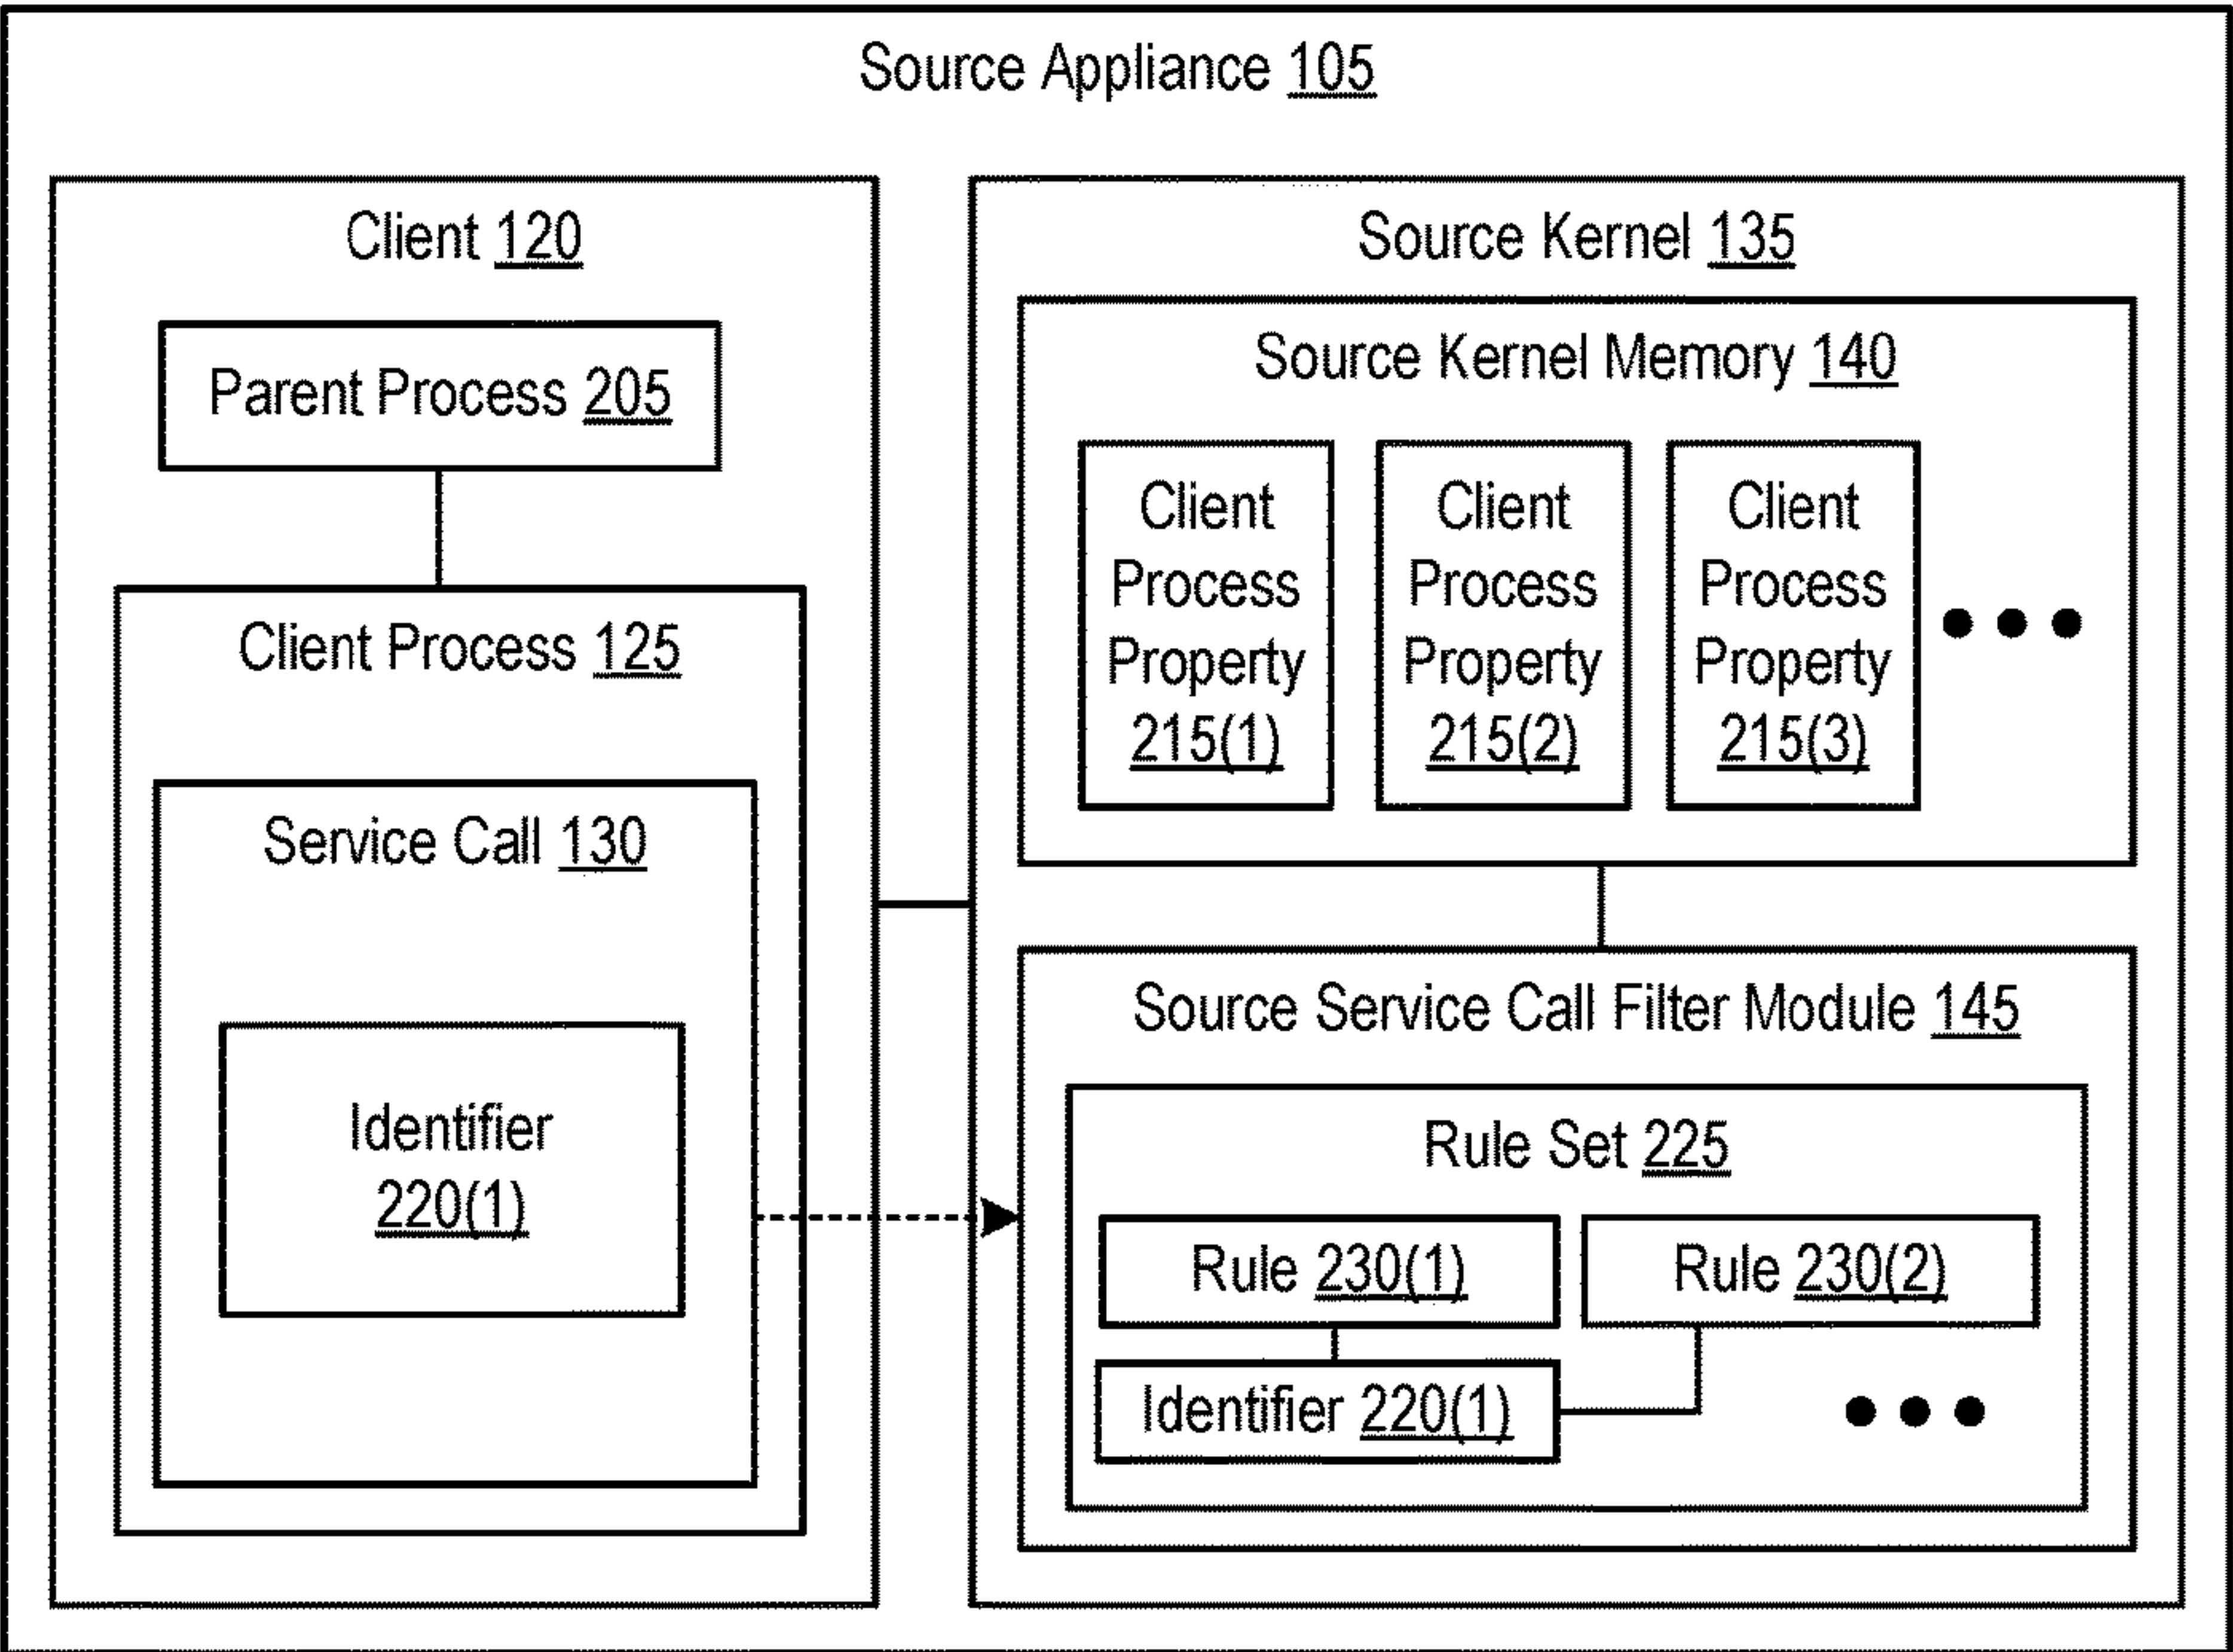 Source Appliance 105
Client 120
Parent Process 205
Client Process 125
Service Call 130
Identifier
220(1)
Source Kernel 135
Source Kernel Memory 140
Client
Process
Property
215(1)
Client
Process
Property
215(2)
Client
Process
Property
215(3)
Source Service Call Filter Module 145
Rule Set 225
Rule 230(1)
Rule 230(2)
Identifier 220(1)